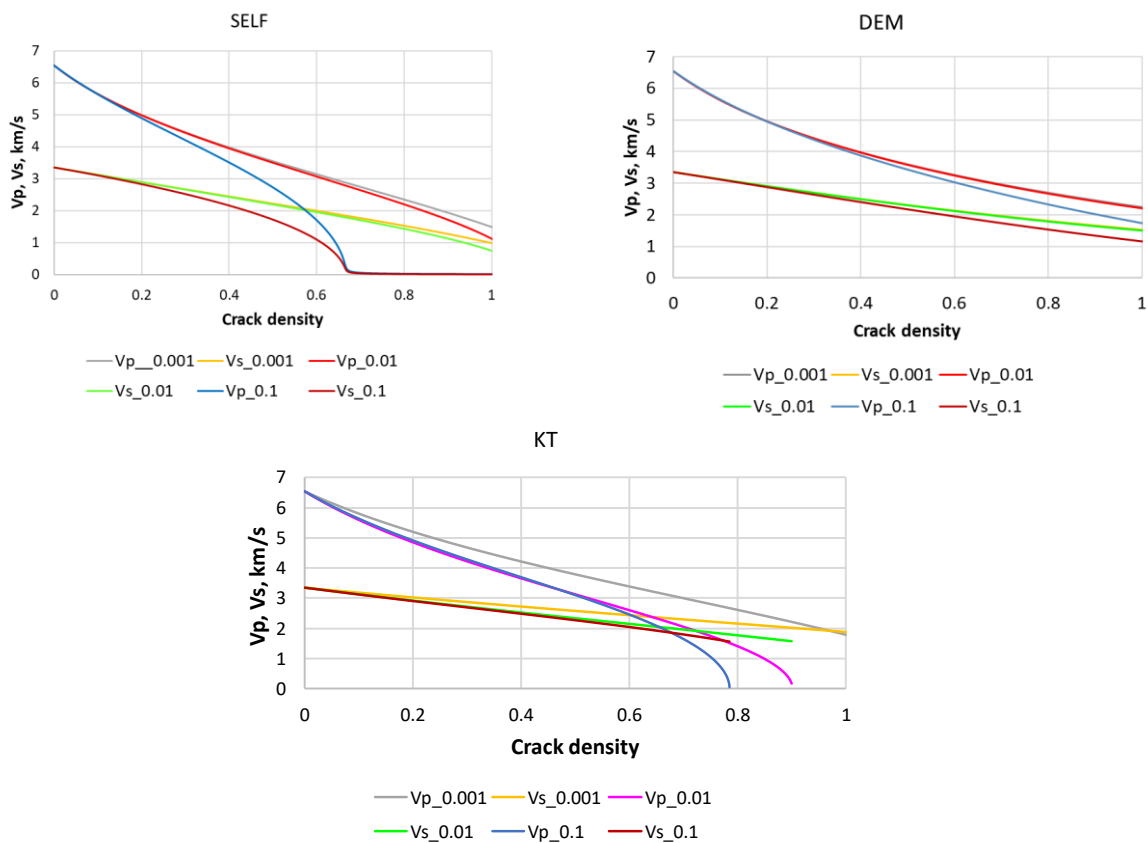 SELF
7
6
5
4
3
2
1
0
Vp, Vs, km/s
0 0.2 0.4 0.6 0.8 1
Crack density
Vp__0.001 Vs_0.001 Vp_0.01
Vs_0.01 Vp_0.1 Vs_0.1
DEM
7
6
5
4
3
2
1
0
Vp, Vs, km/s
0 0.2 0.4 0.6 0.8 1
Crack density
Vp_0.001 Vs_0.001 Vp_0.01
Vs_0.01 Vp_0.1 Vs_0.1
KT
7
6
5
4
3
2
1
0
Vp, Vs, km/s
0 0.2 0.4 0.6 0.8 1
Crack density
Vp_0.001 Vs_0.001 Vp_0.01
Vs_0.01 Vp_0.1 Vs_0.1